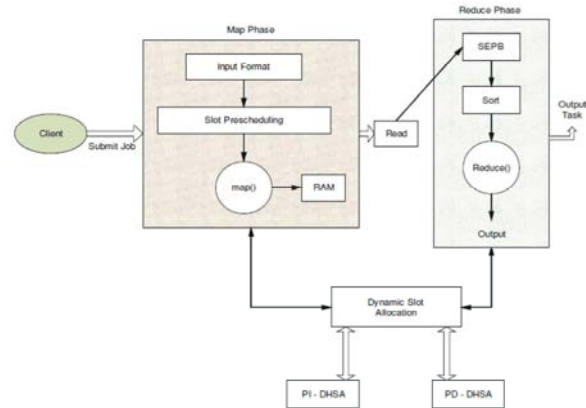 Map Phase
Input Format
Slot Prescheduling
map()
RAM
Client
Submit Job
Read
Reduce Phase
SEPB
Sort
Reduce()
Output
Output
Task
Dynamic Slot
Allocation
PI - DHSA
PD - DHSA